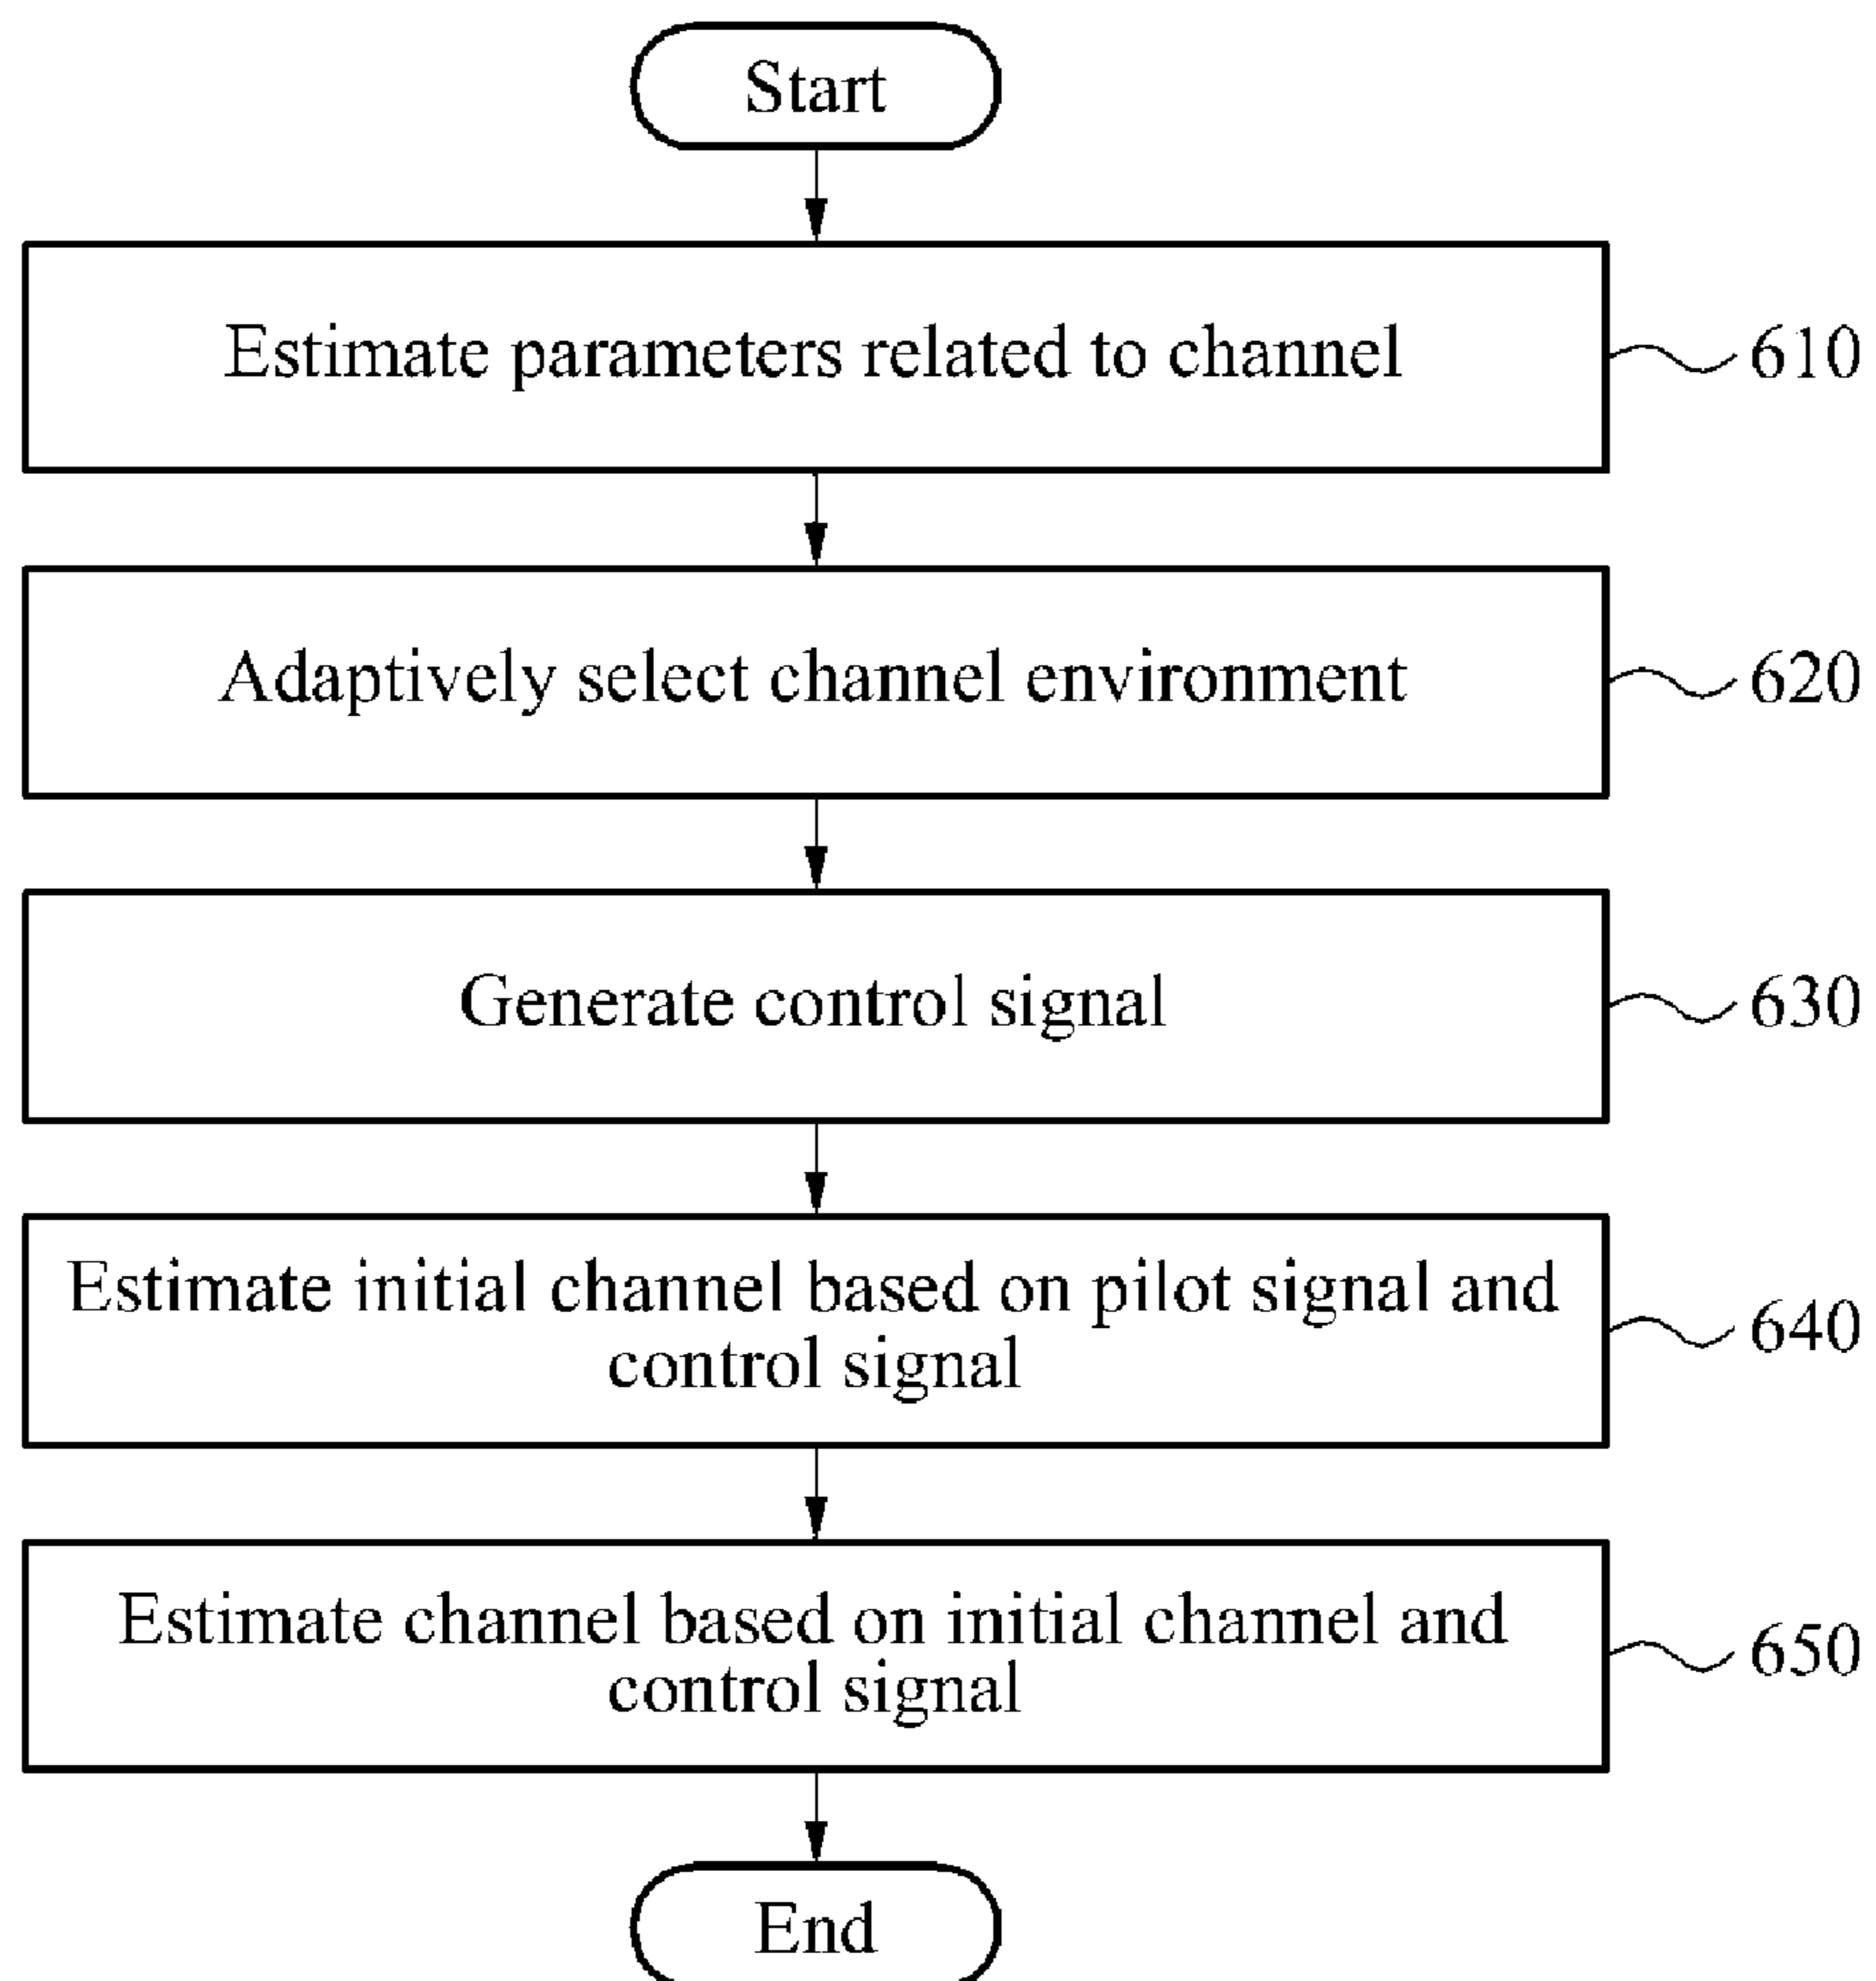 Start
Estimate parameters related to channel
610
Adaptively select channel environment
620
Generate control signal
630
Estimate initial channel based on pilot signal and
control signal
640
Estimate channel based on initial channel and
control signal
650
End